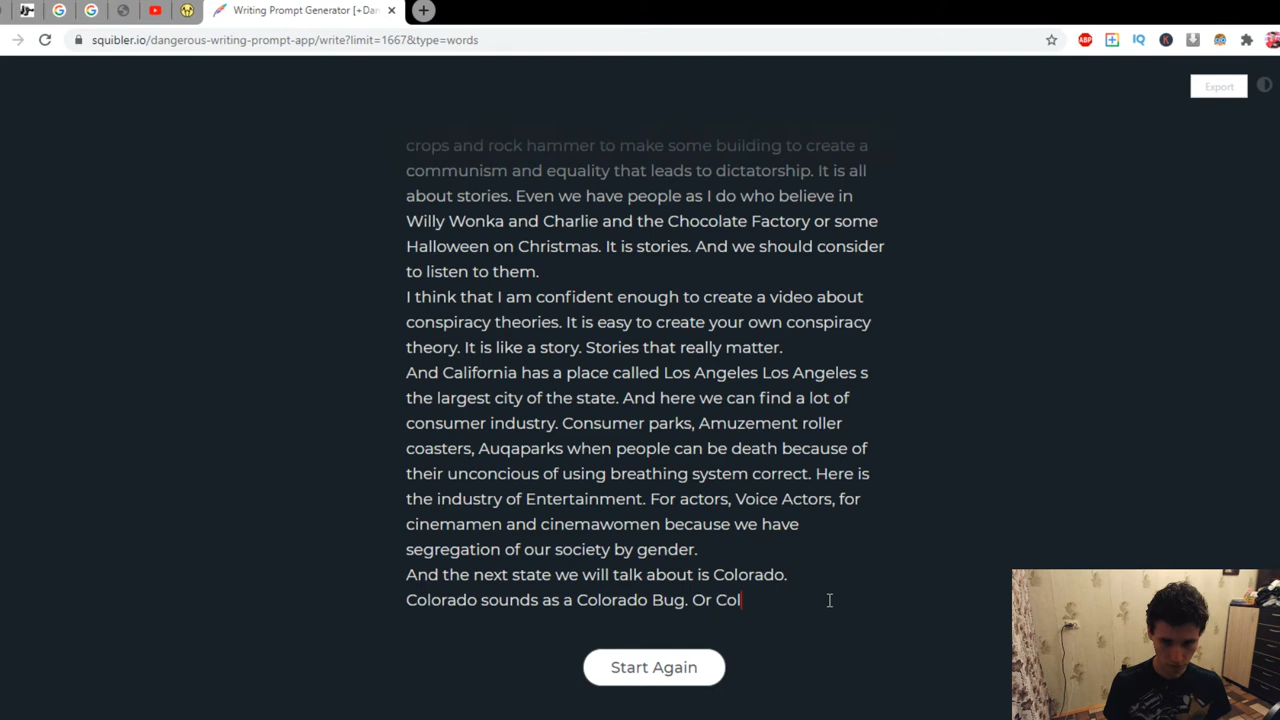 Writing Prompt Generator [+Dan
squibler.io/dangerous-writing-prompt-app/write?limit=1667&type=words
ABP
IQ
K
Export
crops and rock hammer to make some building to create a
communism and equality that leads to dictatorship. It is all
about stories. Even we have people as I do who believe in
Willy Wonka and Charlie and the Chocolate Factory or some
Halloween on Christmas. It is stories. And we should consider
to listen to them.
I think that I am confident enough to create a video about
conspiracy theories. It is easy to create your own conspiracy
theory. It is like a story. Stories that really matter.
And California has a place called Los Angeles Los Angeles s
the largest city of the state. And here we can find a lot of
consumer industry. Consumer parks, Amuzement roller
coasters, Auqaparks when people can be death because of
their unconcious of using breathing system correct. Here is
the industry of Entertainment. For actors, Voice Actors, for
cinemamen and cinemawomen because we have
segregation of our society by gender.
And the next state we will talk about is Colorado.
Colorado sounds as a Colorado Bug. Or Col
Start Again